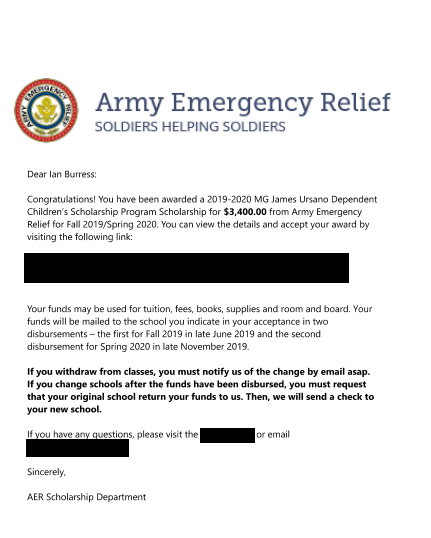 ARMY EMERGENCY RELIEF
Army Emergency Relief
SOLDIERS HELPING SOLDIERS
Dear Ian Burress:
Congratulations! You have been awarded a 2019-2020 MG James Ursano Dependent
Children's Scholarship Program Scholarship for $3,400.00 from Army Emergency
Relief for Fall 2019/Spring 2020. You can view the details and accept your award by
visiting the following link:
Your funds may be used for tuition, fees, books, supplies and room and board. Your
funds will be mailed to the school you indicate in your acceptance in two
disbursements – the first for Fall 2019 in late June 2019 and the second
disbursement for Spring 2020 in late November 2019.
If you withdraw from classes, you must notify us of the change by email asap.
If you change schools after the funds have been disbursed, you must request
that your original school return your funds to us. Then, we will send a check to
your new school.
If you have any questions, please visit the or email
Sincerely,
AER Scholarship Department